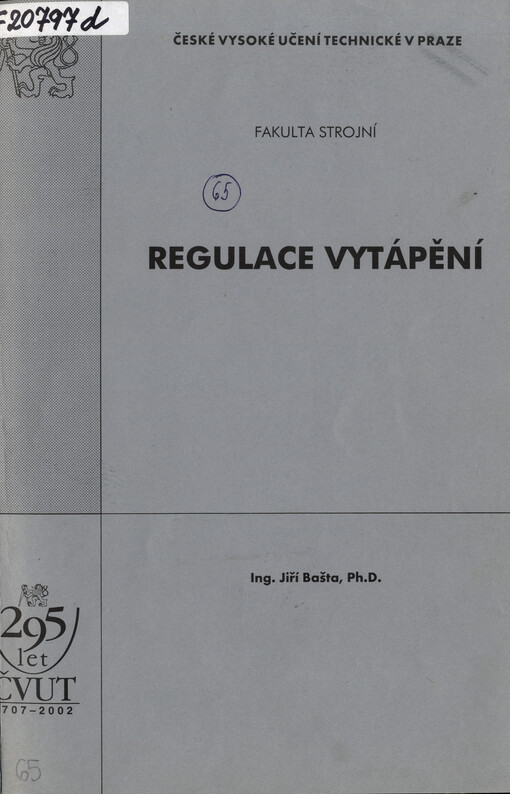 F20797d
ČESKÉ VYSOKÉ UČENÍ TECHNICKÉ V PRAZE
FAKULTA STROJNÍ
65
REGULACE VYTÁPĚNÍ
Ing. Jiří Bašta, Ph.D.
295
let
ČVUT
707–2002
65